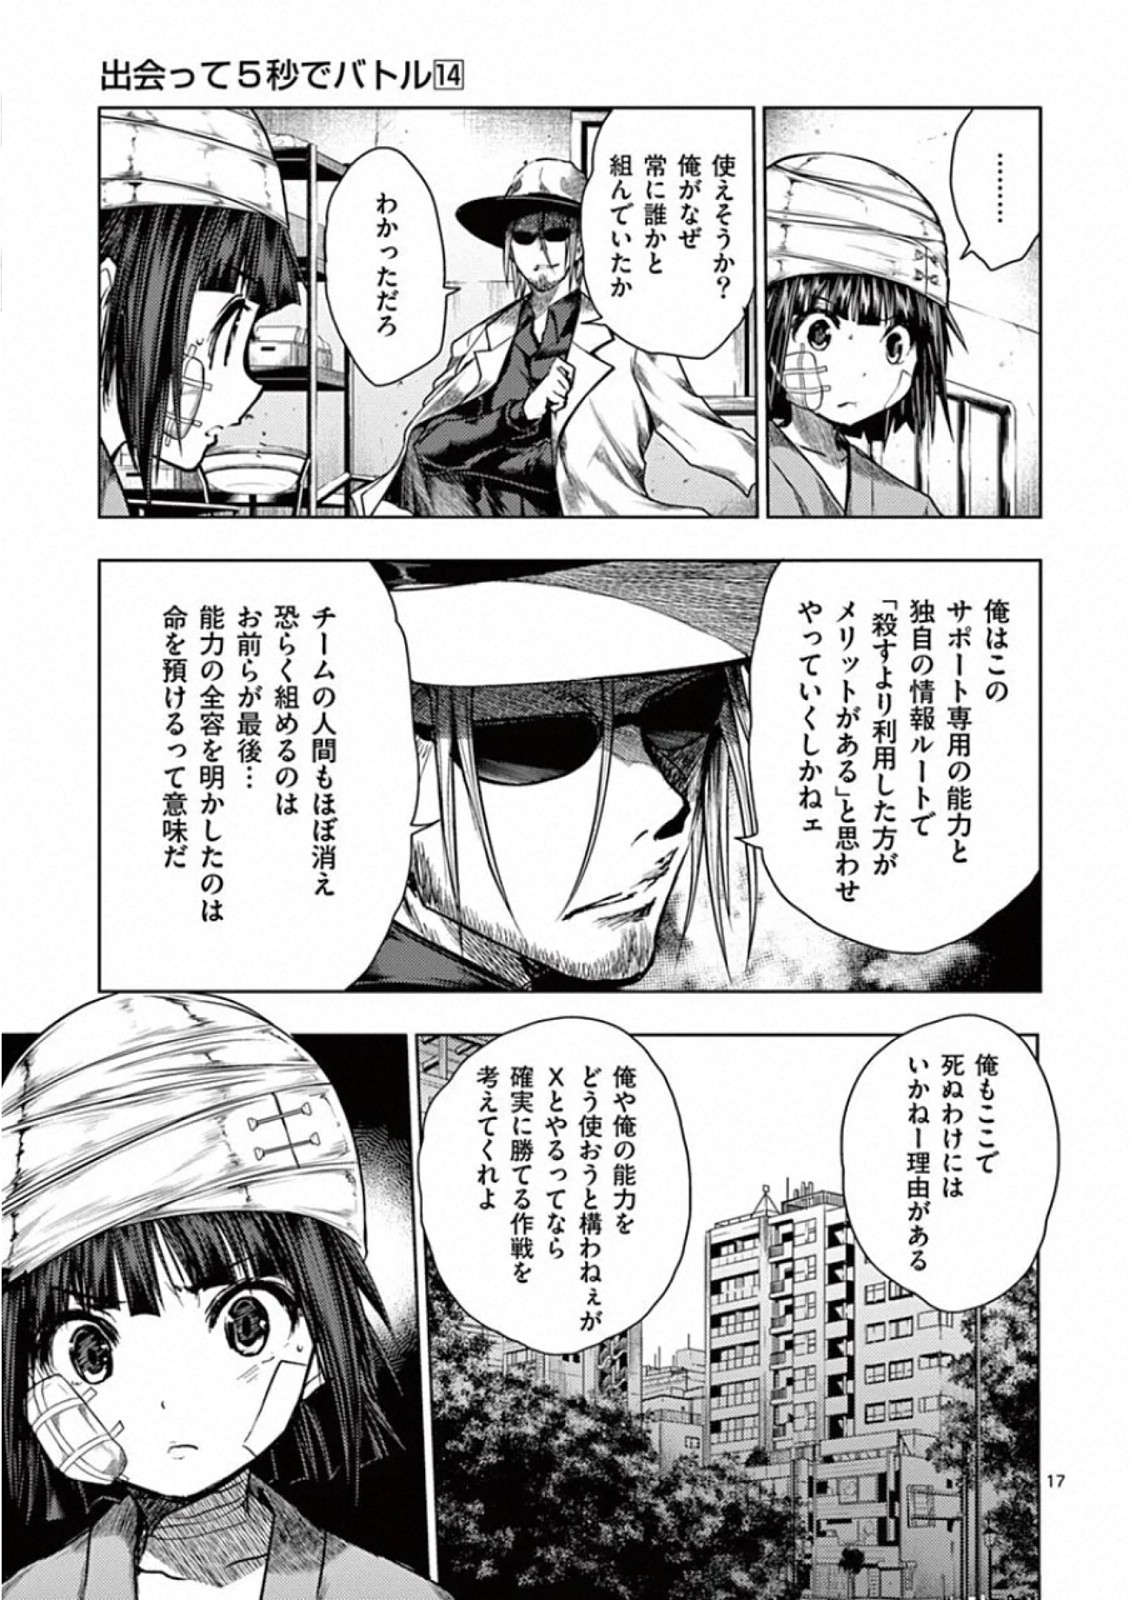 出会って5秒でバトル14
………
使えそうか?
俺がなぜ
常に誰かと
組んでいたか
わかっただろ
俺はこの
サポート専用の能力と
独自の情報ルートで
「殺すより利用した方が
メリットがある」と思わせ
やっていくしかねェ
チームの人間もほぼ消え
恐らく組めるのは
お前らが最後…
能力の全容を明かしたのは
命を預けるって意味だ
俺もここで
死ぬわけには
いかねー理由がある
俺や俺の能力を
どう使おうと構わねぇが
Xとやるってなら
確実に勝てる作戦を
考えてくれよ
17